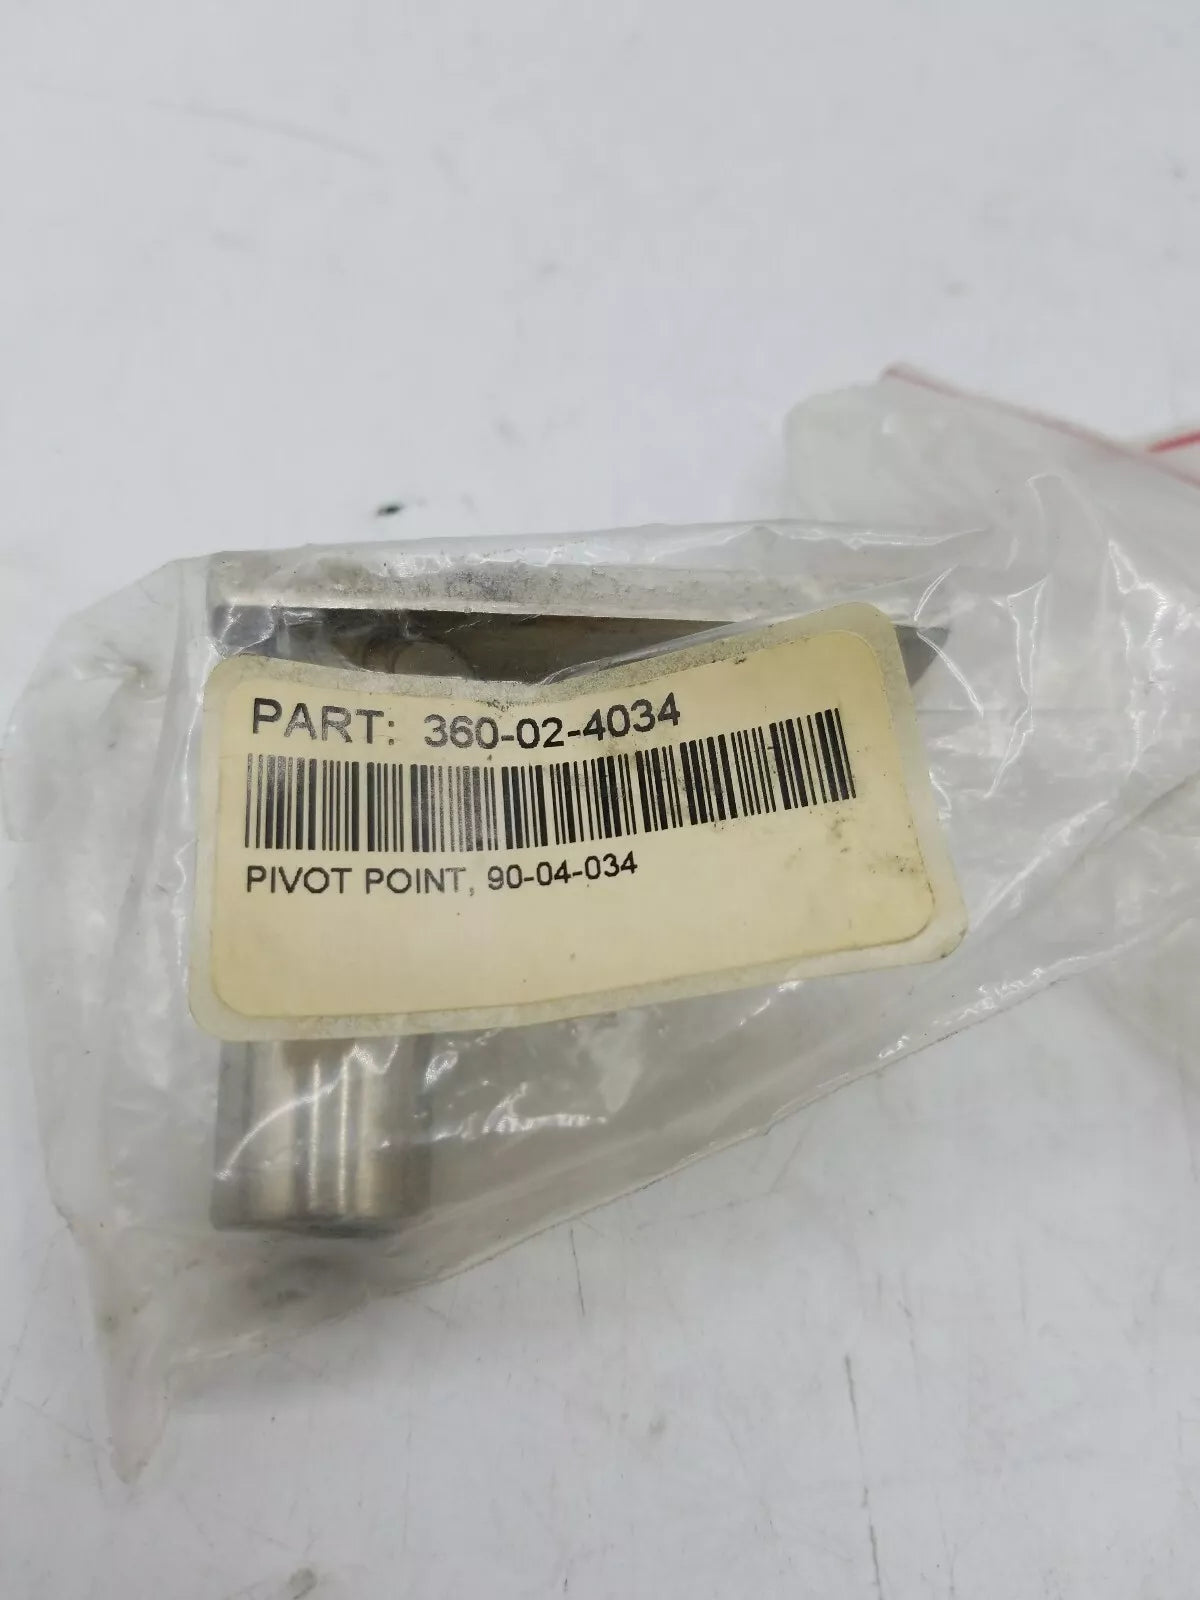 PART: 360-02-4034
PIVOT POINT, 90-04-034